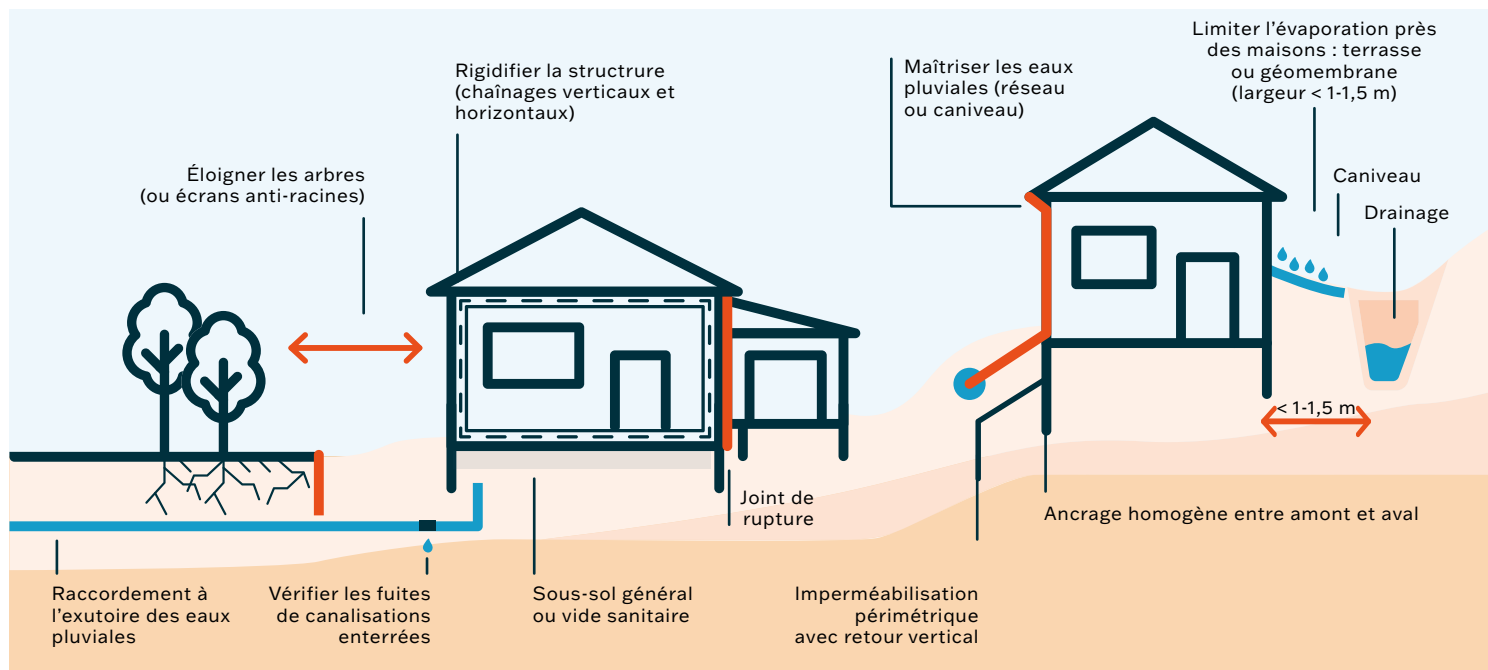 Limiter l’évaporation près
des maisons : terrasse
ou géomembrane
(largeur < 1-1,5 m)
Rigidifier la structrure
(chaînages verticaux et
horizontaux)
Maîtriser les eaux
pluviales (réseau
ou caniveau)
Éloigner les arbres
(ou écrans anti-racines)
Caniveau
Drainage
< 1-1,5 m
Joint de
rupture
Ancrage homogène entre amont et aval
Raccordement à
l’exutoire des eaux
pluviales
Vérifier les fuites
de canalisations
enterrées
Sous-sol général
ou vide sanitaire
Imperméabilisation
périmétrique
avec retour vertical